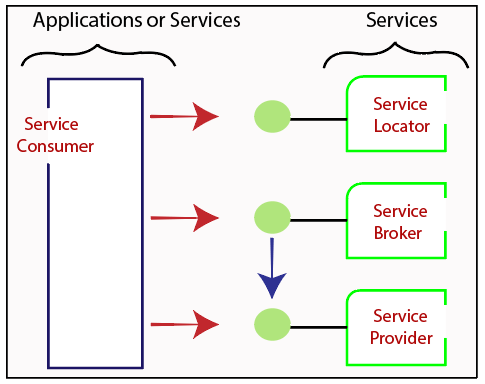 Applications or Services
Services
Service
Consumer
Service
Locator
Service
Broker
Service
Provider